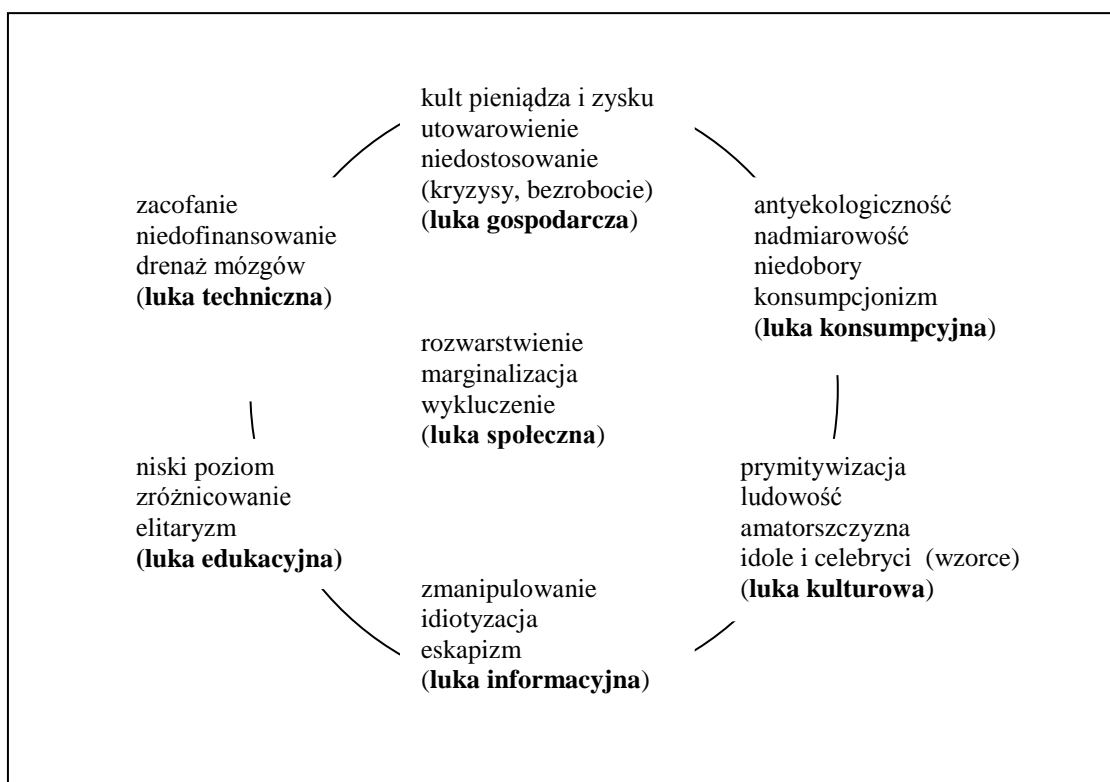 kult pieniądza i zysku
utowarowienie
niedostosowanie
(kryzysy, bezrobocie)
(luka gospodarcza)
zacofanie
niedofinansowanie
drenaż mózgów
(luka techniczna)
antyekologiczność
nadmiarowość
niedobory
konsumpcjonizm
(luka konsumpcyjna)
rozwarstwienie
marginalizacja
wykluczenie
(luka społeczna)
niski poziom
zróżnicowanie
elitaryzm
(luka edukacyjna)
prymitywizacja
ludowość
amatorszczyzna
idole i celebryci (wzorce)
(luka kulturowa)
zmanipulowanie
idiotyzacja
eskapizm
(luka informacyjna)